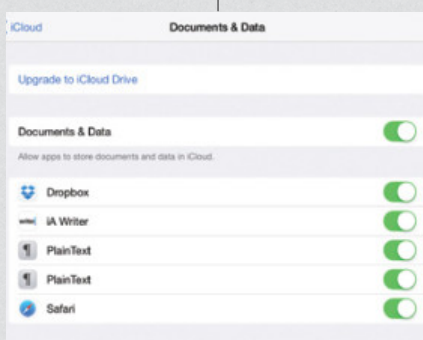 iCloud
Documents & Data
Upgrade to iCloud Drive
Documents & Data
Allow apps to store documents and data in iCloud.
Dropbox
writer iA Writer
¶ PlainText
¶ PlainText
Safari